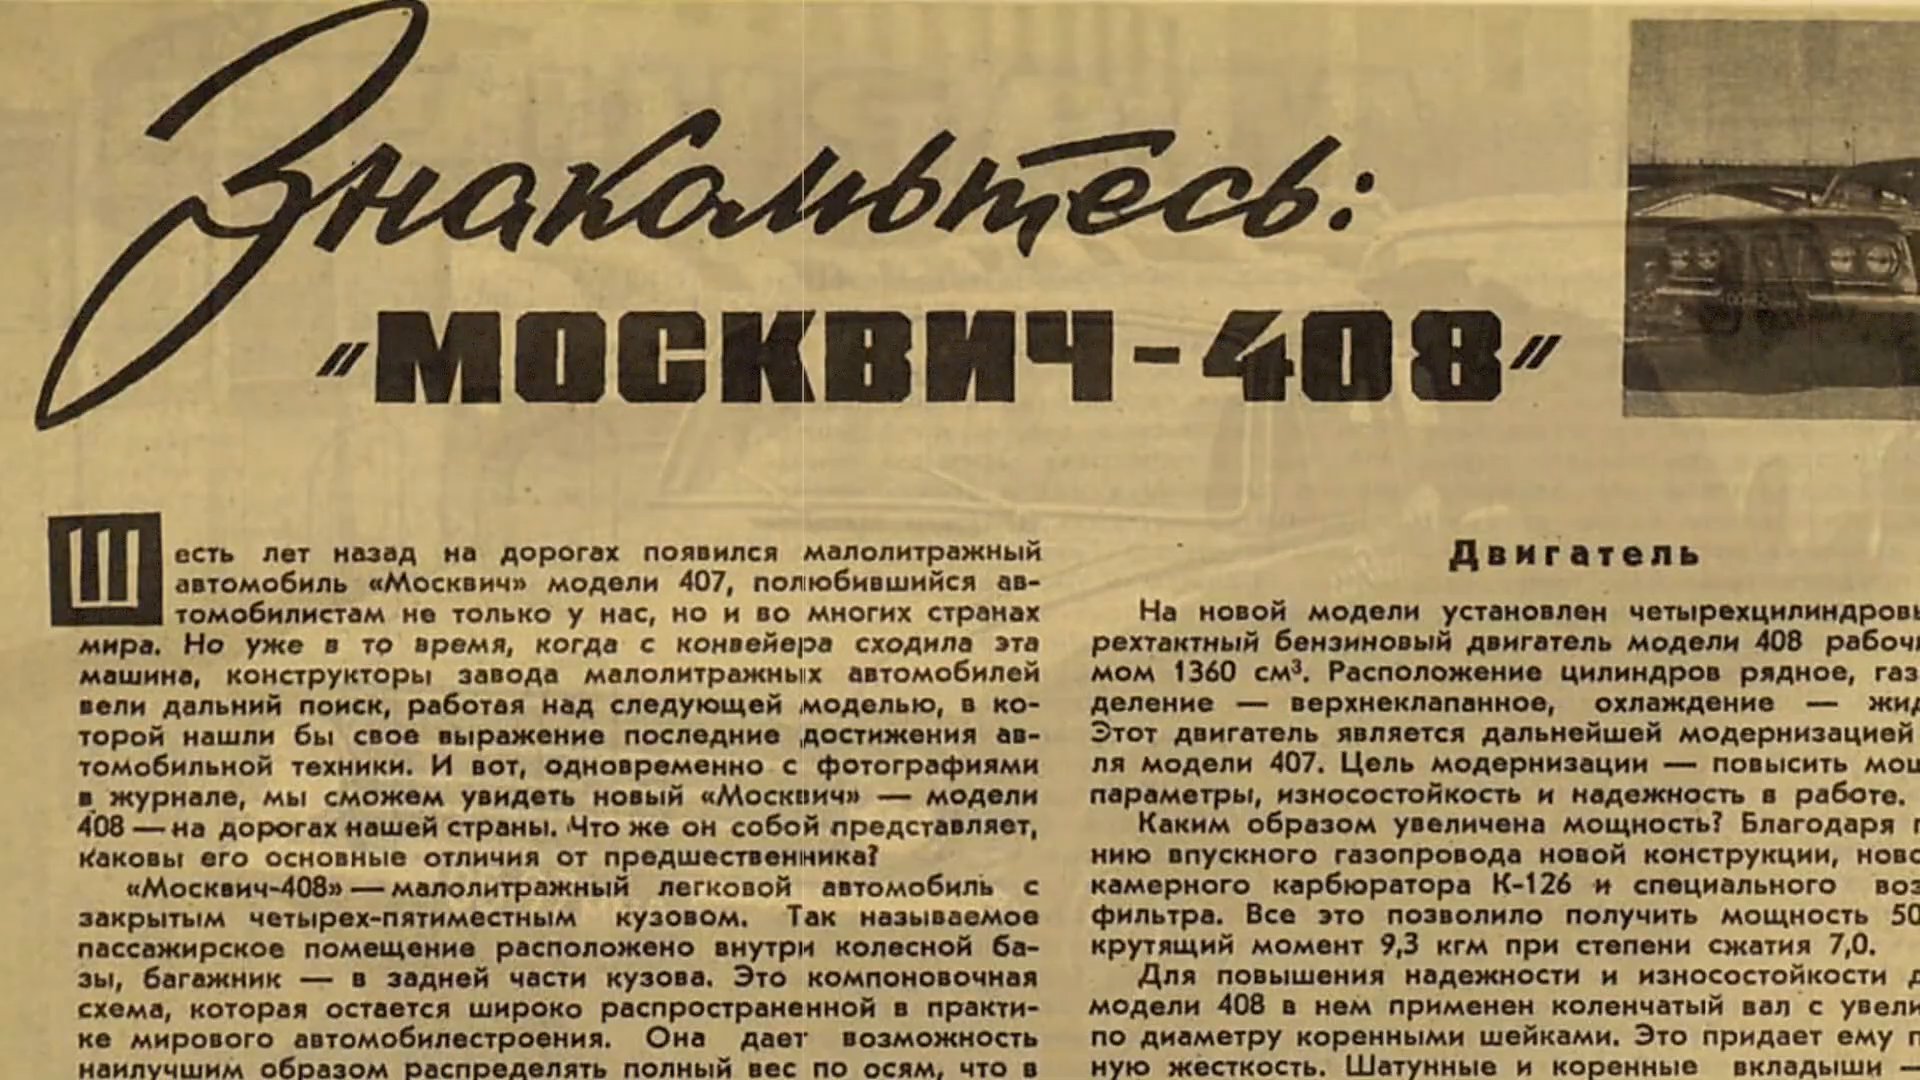 Знакомьтесь:
«МОСКВИЧ-408»
Шесть лет назад на дорогах появился малолитражный
автомобиль «Москвич» модели 407, полюбившийся ав-
томобилистам не только у нас, но и во многих странах
мира. Но уже в то время, когда с конвейера сходила эта
машина, конструкторы завода малолитражных автомобилей
вели дальний поиск, работая над следующей моделью, в ко-
торой нашли бы свое выражение последние достижения ав-
томобильной техники. И вот, одновременно с фотографиями
в журнале, мы сможем увидеть новый «Москвич» — модели
408 — на дорогах нашей страны. Что же он собой представляет,
каковы его основные отличия от предшественника?
«Москвич-408» — малолитражный легковой автомобиль с
закрытым четырех-пятиместным кузовом. Так называемое
пассажирское помещение расположено внутри колесной ба-
зы, багажник — в задней части кузова. Это компоновочная
схема, которая остается широко распространенной в практи-
ке мирового автомобилестроения. Она дает возможность
наилучшим образом распределять полный вес по осям, что в
Двигатель
На новой модели установлен четырехцилиндровы
рехтактный бензиновый двигатель модели 408 рабоч
мом 1360 см³. Расположение цилиндров рядное, газ
деление — верхнеклапанное, охлаждение — жид
Этот двигатель является дальнейшей модернизацией
ля модели 407. Цель модернизации — повысить мощ
параметры, износостойкость и надежность в работе.
Каким образом увеличена мощность? Благодаря п
нию впускного газопровода новой конструкции, ново
камерного карбюратора К-126 и специального воз
фильтра. Все это позволило получить мощность 50
крутящий момент 9,3 кгм при степени сжатия 7,0.
Для повышения надежности и износостойкости д
модели 408 в нем применен коленчатый вал с увели
по диаметру коренными шейками. Это придает ему п
ную жесткость. Шатунные и коренные вкладыши —